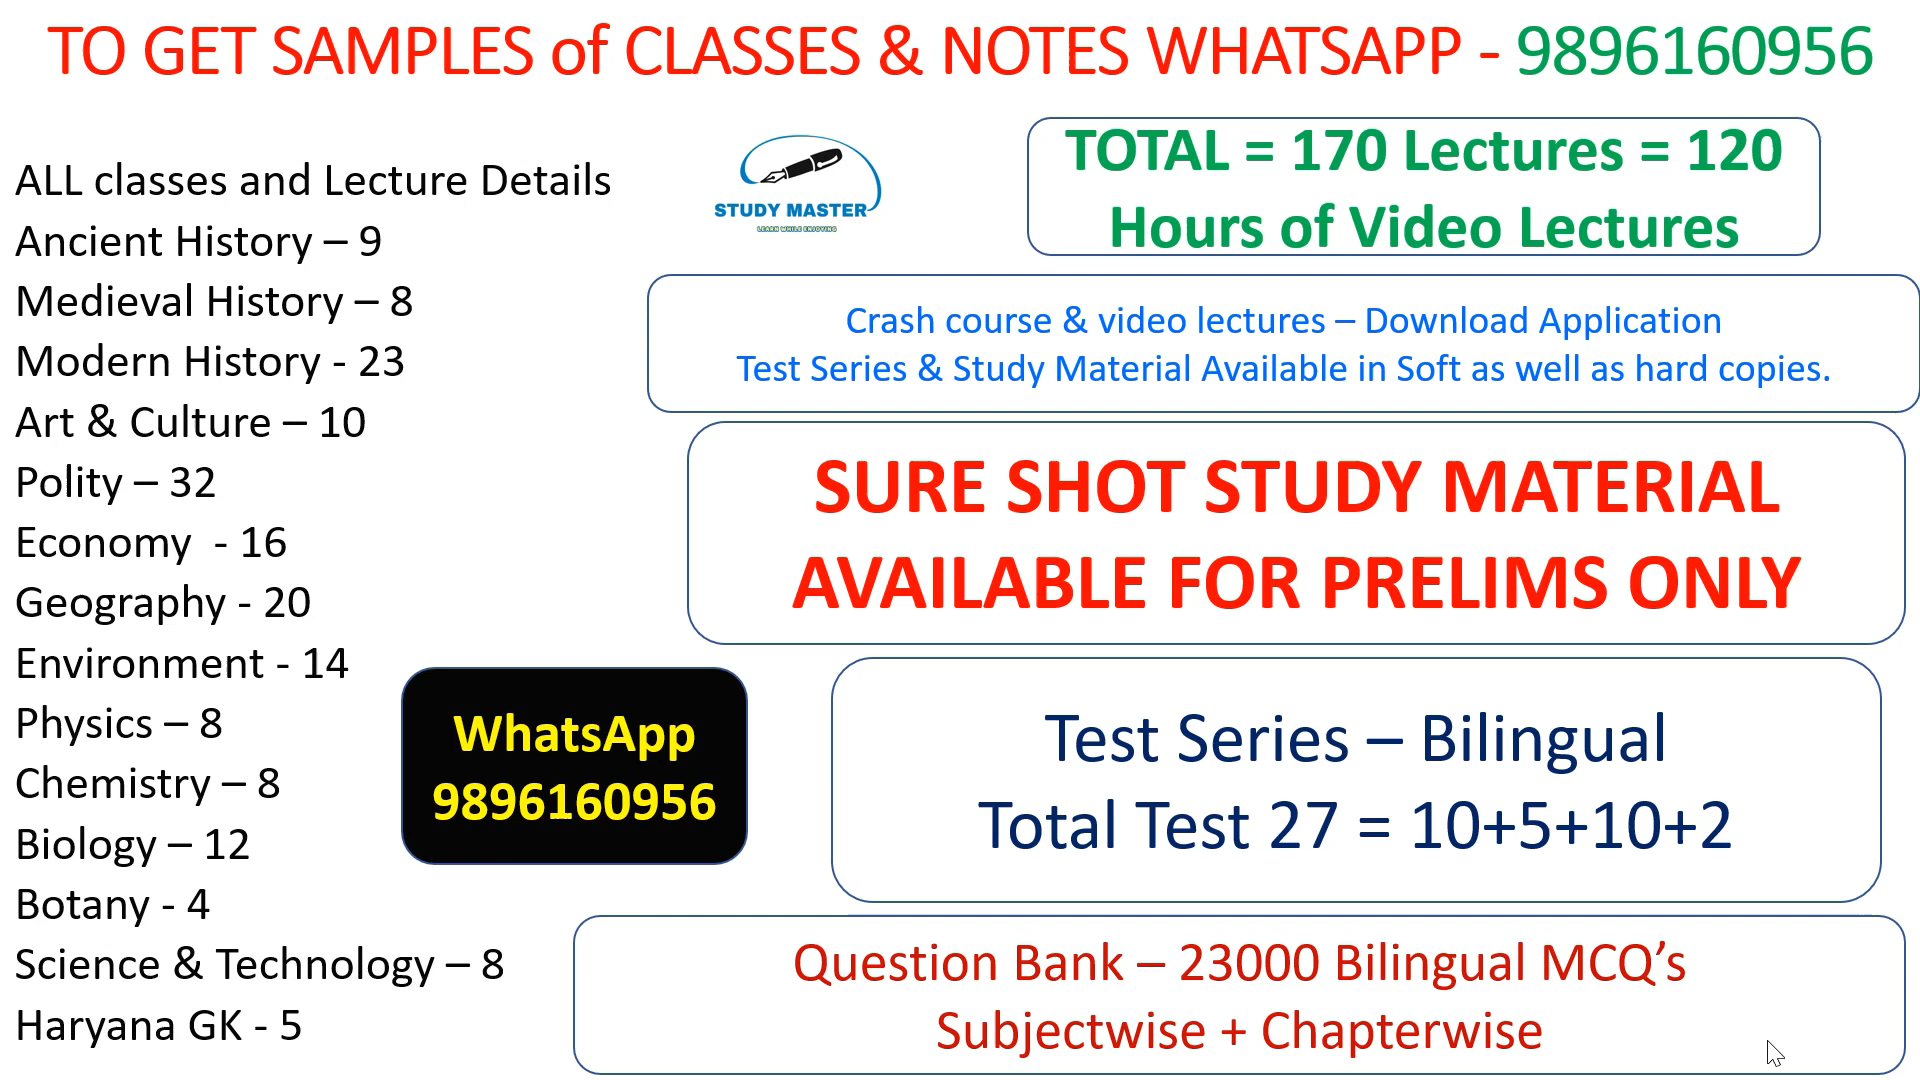 TO GET SAMPLES of CLASSES & NOTES WHATSAPP - 9896160956
ALL classes and Lecture Details
Ancient History – 9
Medieval History – 8
Modern History - 23
Art & Culture – 10
Polity – 32
Economy  - 16
Geography - 20
Environment - 14
Physics – 8
Chemistry – 8
Biology – 12
Botany - 4
Science & Technology – 8
Haryana GK - 5
STUDY MASTER
LEARN WHILE ENJOYING
TOTAL = 170 Lectures = 120
Hours of Video Lectures
Crash course & video lectures – Download Application
Test Series & Study Material Available in Soft as well as hard copies.
SURE SHOT STUDY MATERIAL
AVAILABLE FOR PRELIMS ONLY
WhatsApp
9896160956
Test Series – Bilingual
Total Test 27 = 10+5+10+2
Question Bank – 23000 Bilingual MCQ’s
Subjectwise + Chapterwise